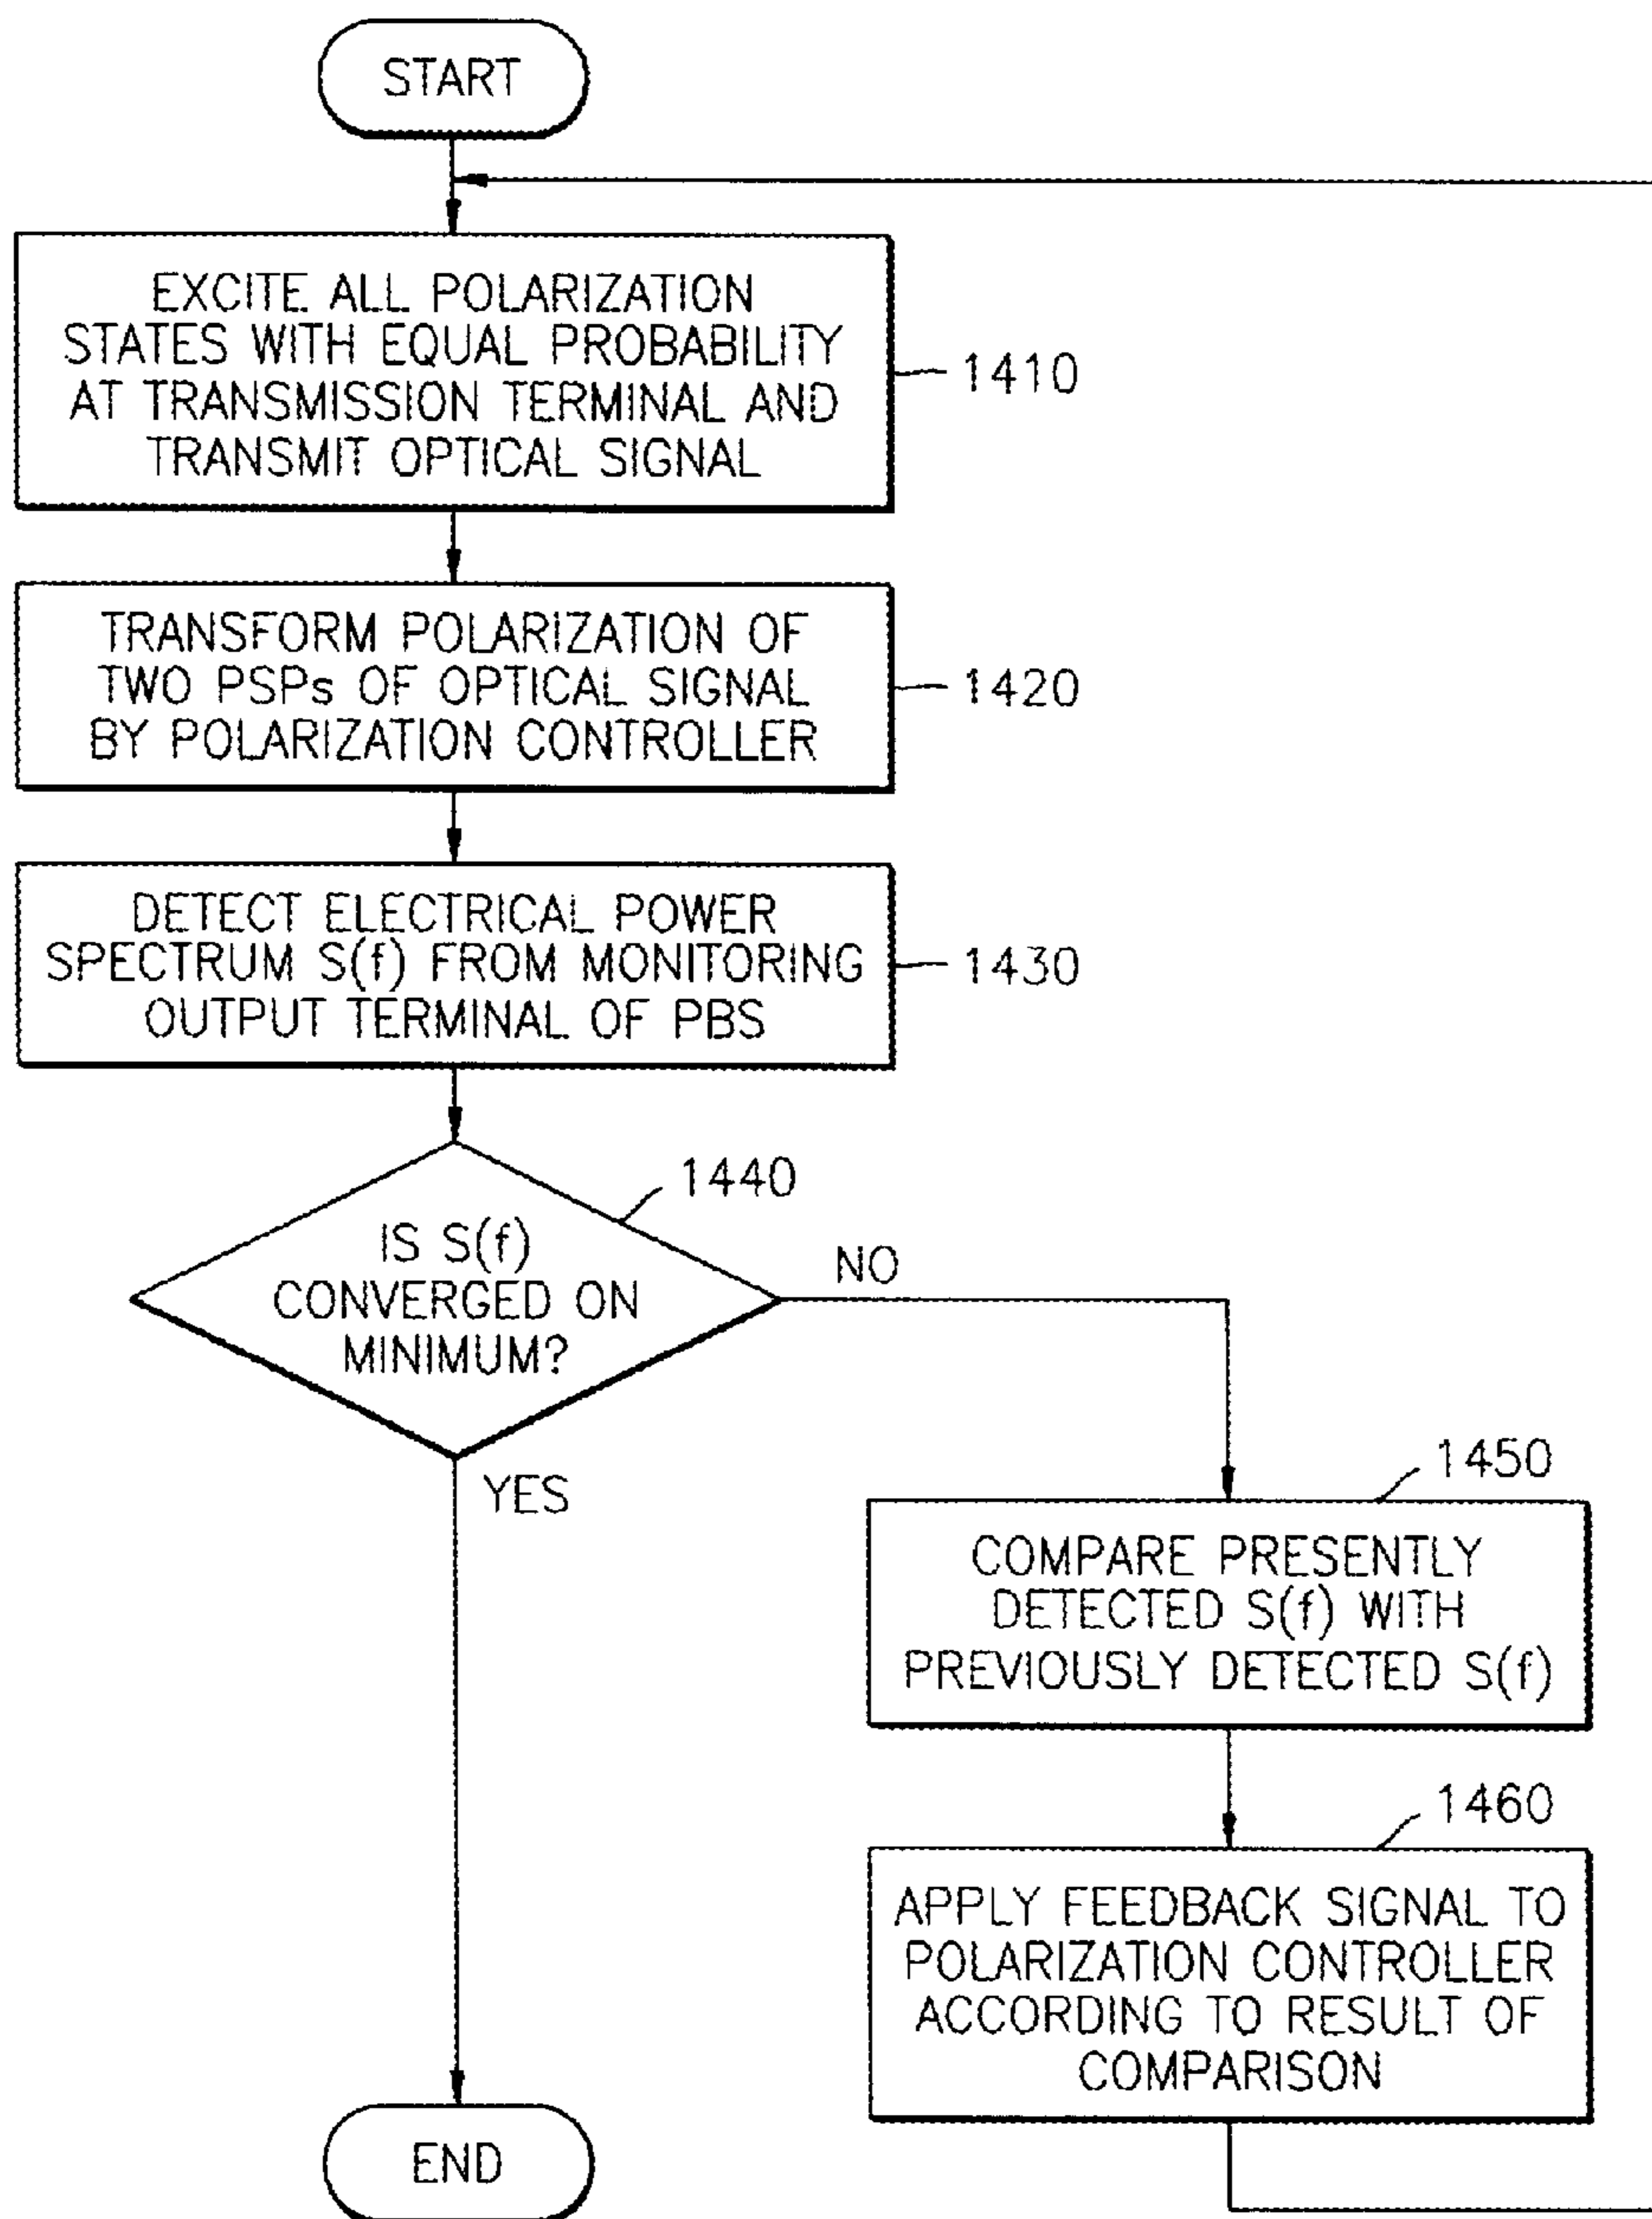 START
EXCITE ALL POLARIZATION
STATES WITH EQUAL PROBABILITY
AT TRANSMISSION TERMINAL AND
TRANSMIT OPTICAL SIGNAL
1410
TRANSFORM POLARIZATION OF
TWO PSPs OF OPTICAL SIGNAL
BY POLARIZATION CONTROLLER
1420
DETECT ELECTRICAL POWER
SPECTRUM S(f) FROM MONITORING
OUTPUT TERMINAL OF PBS
1430
1440
IS S(f)
CONVERGED ON
MINIMUM?
NO
YES
1450
COMPARE PRESENTLY
DETECTED S(f) WITH
PREVIOUSLY DETECTED S(f)
1460
APPLY FEEDBACK SIGNAL TO
POLARIZATION CONTROLLER
ACCORDING TO RESULT OF
COMPARISON
END